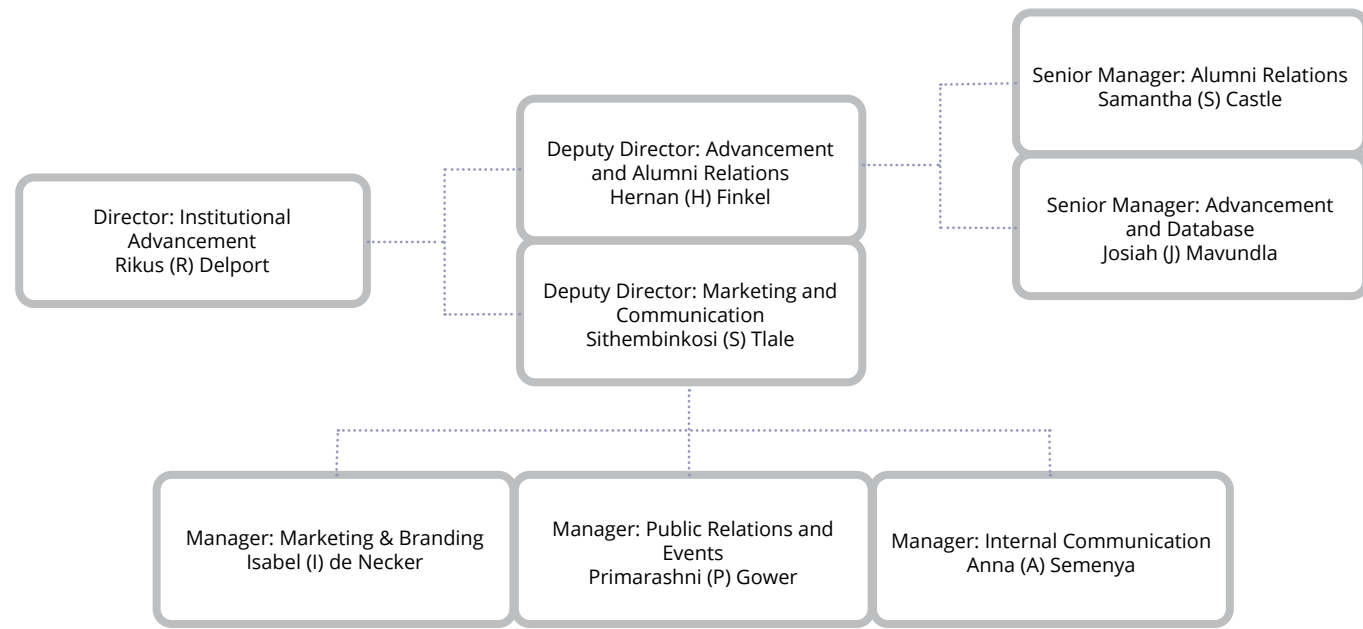 Director: Institutional
Advancement
Rikus (R) Delport
Deputy Director: Advancement
and Alumni Relations
Hernan (H) Finkel
Deputy Director: Marketing and
Communication
Sithembinkosi (S) Tlale
Senior Manager: Alumni Relations
Samantha (S) Castle
Senior Manager: Advancement
and Database
Josiah (J) Mavundla
Manager: Marketing & Branding
Isabel (I) de Necker
Manager: Public Relations and
Events
Primarashni (P) Gower
Manager: Internal Communication
Anna (A) Semenya